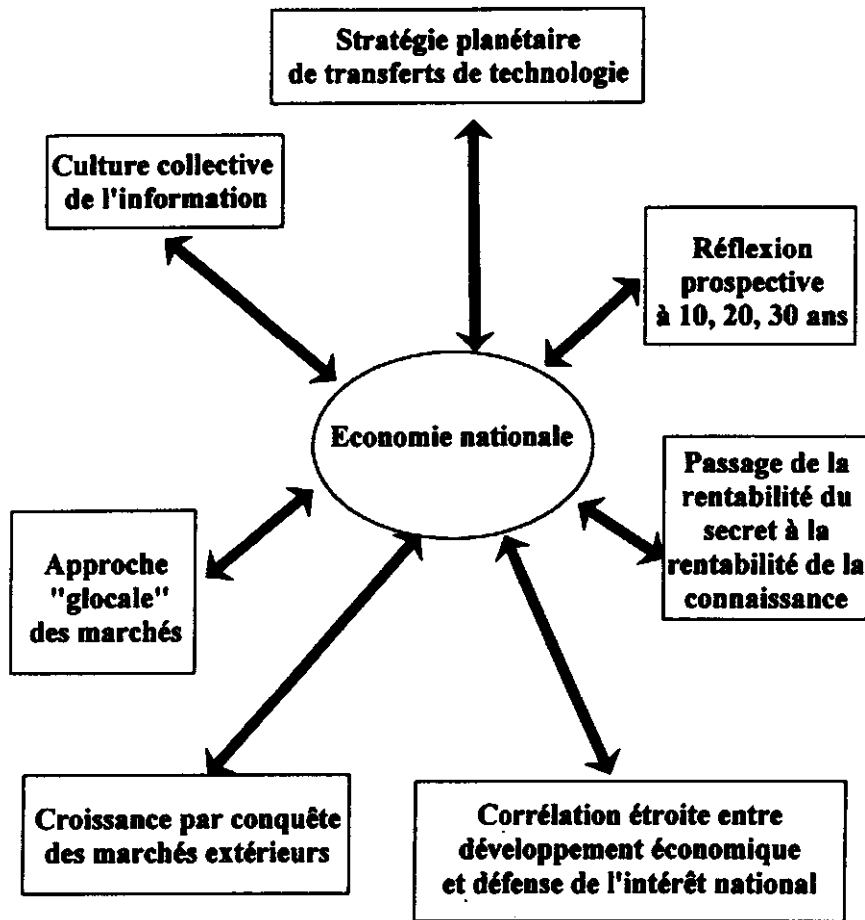 Stratégie planétaire
de transferts de technologie
Culture collective
de l'information
Réflexion
prospective
à 10, 20, 30 ans
Economie nationale
Passage de la
rentabilité du
secret à la
rentabilité de la
connaissance
Approche
"glocale"
des marchés
Croissance par conquête
des marchés extérieurs
Corrélation étroite entre
développement économique
et défense de l'intérêt national